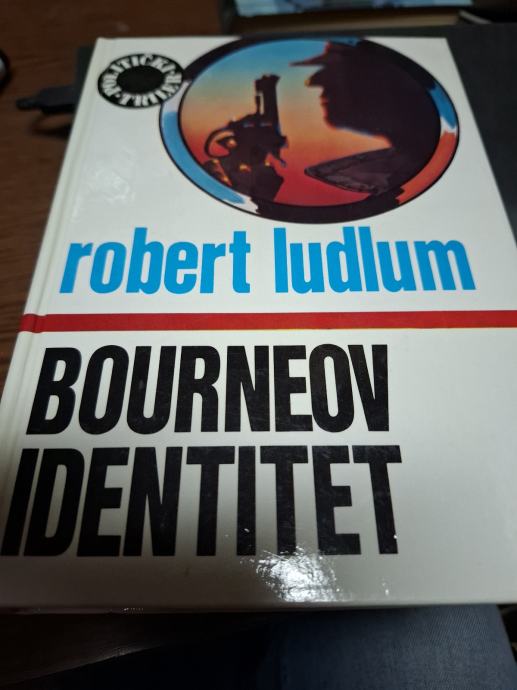 POLITIČKI
TRILER
robert ludlum
BOURNEOV
IDENTITET